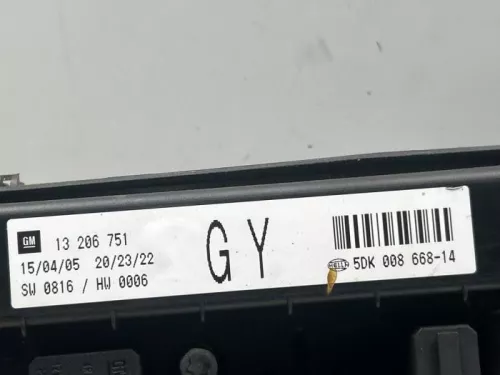 GM 13 206 751
15/04/05 20/23/22
SW 0816 / HW 0006
GY
HELLA 5DK 008 668-14